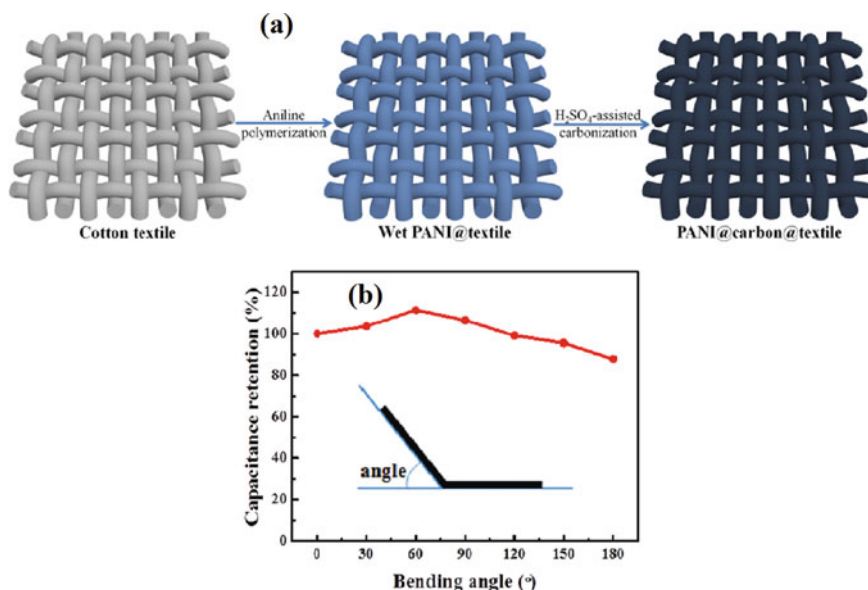 (a)
Aniline
polymerization
H₂SO₄-assisted
carbonization
Cotton textile
Wet PANI@textile
PANI@carbon@textile
(b)
Capacitance retention (%)
120
100
80
60
40
20
0
angle
0 30 60 90 120 150 180
Bending angle (°)